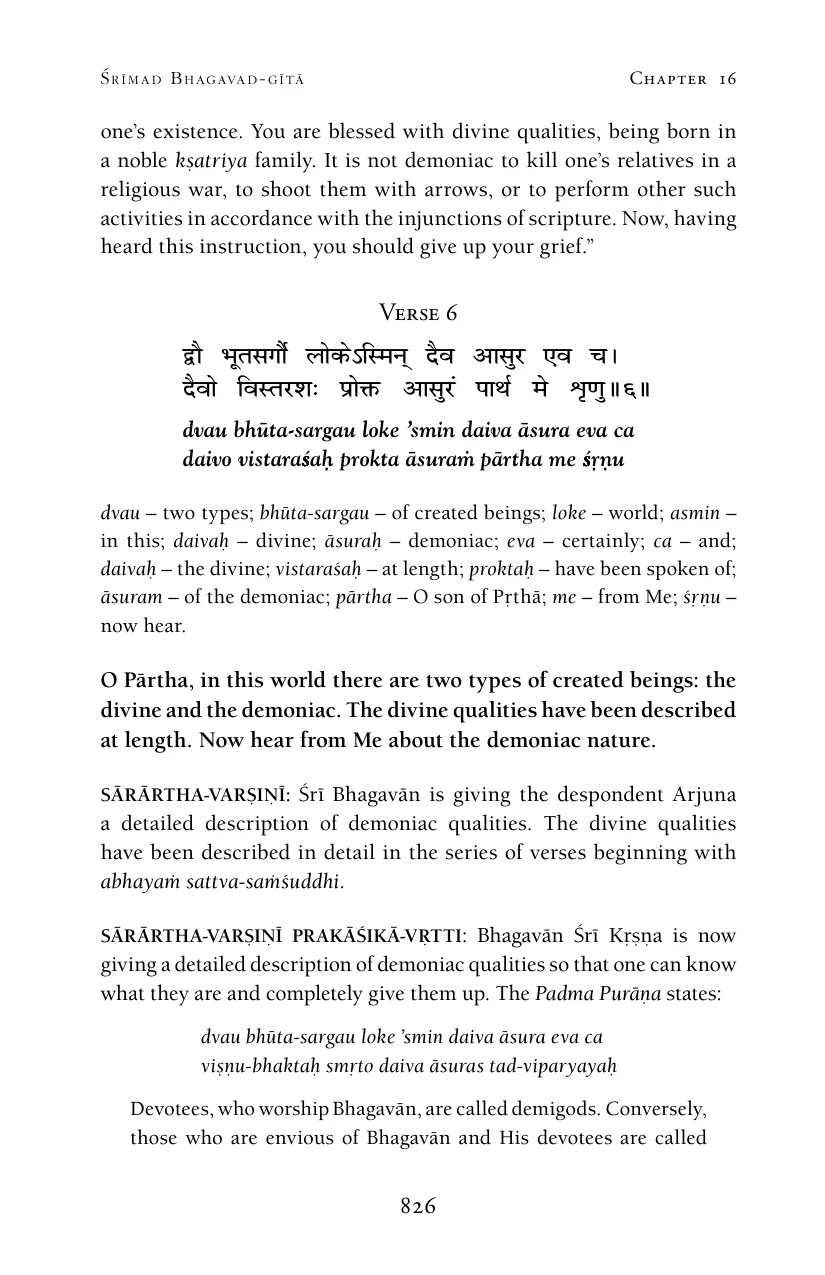 Śrīmad Bhagavad-gītā Chapter 16
one’s existence. You are blessed with divine qualities, being born in
a noble kṣatriya family. It is not demoniac to kill one’s relatives in a
religious war, to shoot them with arrows, or to perform other such
activities in accordance with the injunctions of scripture. Now, having
heard this instruction, you should give up your grief.”
Verse 6
द्वौ भूतसर्गौ लोकेऽस्मिन् दैव आसुर एव च।
दैवो विस्तरशः प्रोक्त आसुरं पार्थ मे शृणु॥६॥
dvau bhūta-sargau loke ’smin daiva āsura eva ca
daivo vistaraśaḥ prokta āsuraṁ pārtha me śṛṇu
dvau – two types; bhūta-sargau – of created beings; loke – world; asmin –
in this; daivaḥ – divine; āsuraḥ – demoniac; eva – certainly; ca – and;
daivaḥ – the divine; vistaraśaḥ – at length; proktaḥ – have been spoken of;
āsuram – of the demoniac; pārtha – O son of Pṛthā; me – from Me; śṛṇu –
now hear.
O Pārtha, in this world there are two types of created beings: the
divine and the demoniac. The divine qualities have been described
at length. Now hear from Me about the demoniac nature.
SĀRĀRTHA-VARṢIṆĪ: Śrī Bhagavān is giving the despondent Arjuna
a detailed description of demoniac qualities. The divine qualities
have been described in detail in the series of verses beginning with
abhayaṁ sattva-saṁśuddhi.
SĀRĀRTHA-VARṢIṆĪ PRAKĀŚIKĀ-VṚTTI: Bhagavān Śrī Kṛṣṇa is now
giving a detailed description of demoniac qualities so that one can know
what they are and completely give them up. The Padma Purāṇa states:
dvau bhūta-sargau loke ’smin daiva āsura eva ca
viṣṇu-bhaktaḥ smṛto daiva āsuras tad-viparyayaḥ
Devotees, who worship Bhagavān, are called demigods. Conversely,
those who are envious of Bhagavān and His devotees are called
826